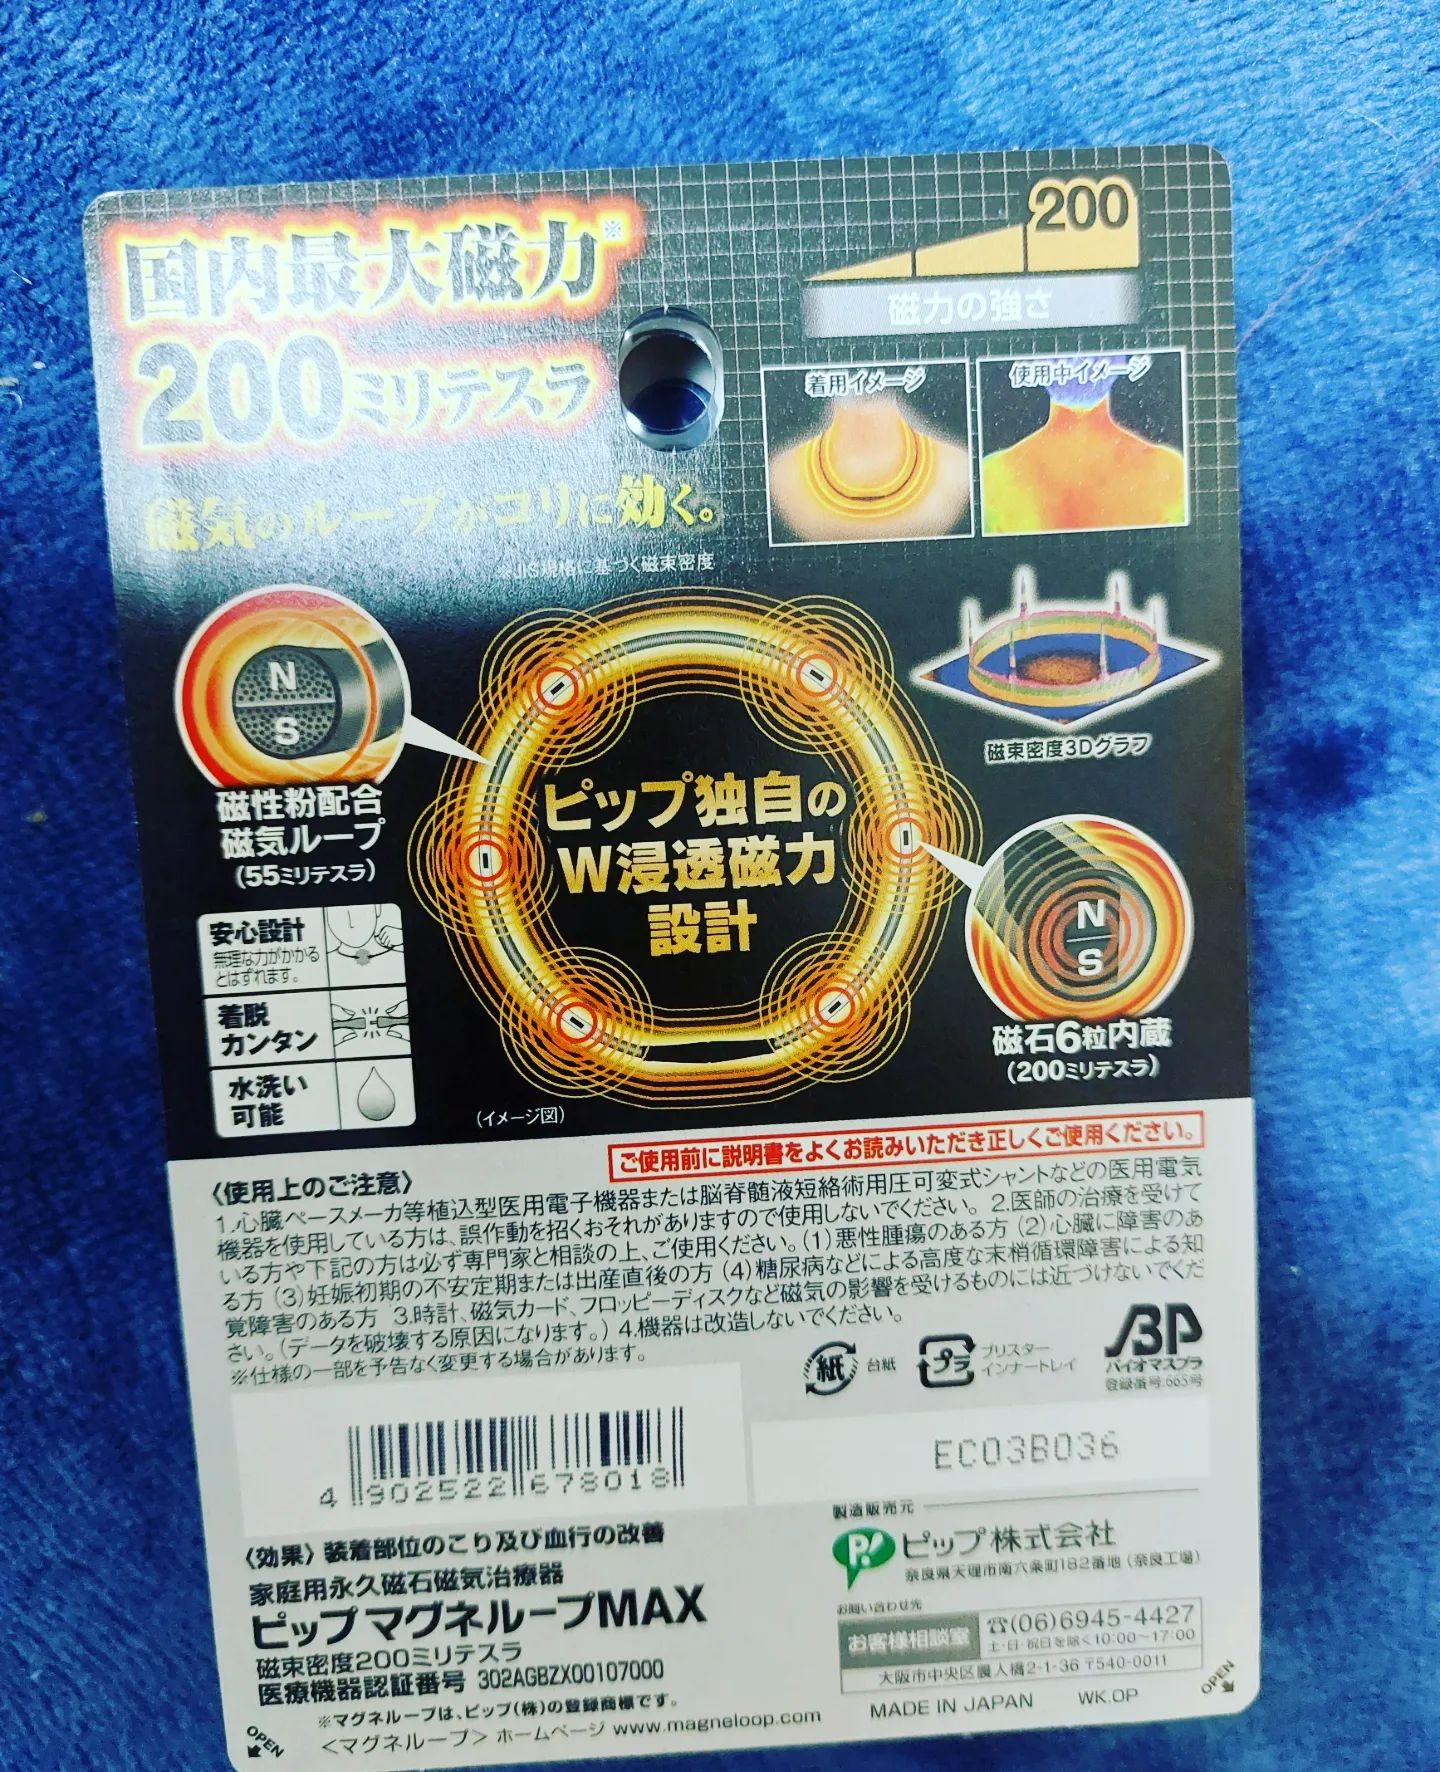 国内最大磁力※
200ミリテスラ
磁気のループがコリに効く。
※JIS規格に基づく磁束密度
200
磁力の強さ
着用イメージ
使用中イメージ
磁束密度3Dグラフ
N
S
磁性粉配合
磁気ループ
(55ミリテスラ)
ピップ独自の
W浸透磁力
設計
N
S
磁石6粒内蔵
(200ミリテスラ)
安心設計
無理な力がかかる
とはずれます。
着脱
カンタン
水洗い
可能
(イメージ図)
ご使用前に説明書をよくお読みいただき正しくご使用ください。
〈使用上のご注意〉
1.心臓ペースメーカ等植込型医用電子機器または脳脊髄液短絡術用圧可変式シャントなどの医用電気
機器を使用している方は、誤作動を招くおそれがありますので使用しないでください。2.医師の治療を受けて
いる方や下記の方は必ず専門家と相談の上、ご使用ください。(1)悪性腫瘍のある方(2)心臓に障害のあ
る方(3)妊娠初期の不安定期または出産直後の方(4)糖尿病などによる高度な末梢循環障害による知
覚障害のある方 3.時計、磁気カード、フロッピーディスクなど磁気の影響を受けるものには近づけないでくだ
さい。(データを破壊する原因になります。) 4.機器は改造しないでください。
※仕様の一部を予告なく変更する場合があります。
紙
台紙
プラ
ブリスター
インナートレイ
BP
バイオマスプラ
登録番号:665号
4 902522 678018
EC03B036
〈効果〉装着部位のこり及び血行の改善
家庭用永久磁石磁気治療器
ピップ マグネループMAX
磁束密度200ミリテスラ
医療機器認証番号 302AGBZX00107000
※マグネループは、ピップ(株)の登録商標です。
<マグネループ> ホームページ www.magneloop.com
製造販売元
P!
ピップ株式会社
奈良県天理市南六条町182番地(奈良工場)
お問い合わせ先
お客様相談室
☎(06)6945-4427
土・日・祝日を除く10:00〜17:00
大阪市中央区農人橋2-1-36 〒540-0011
MADE IN JAPAN WK.OP
OPEN
OPEN